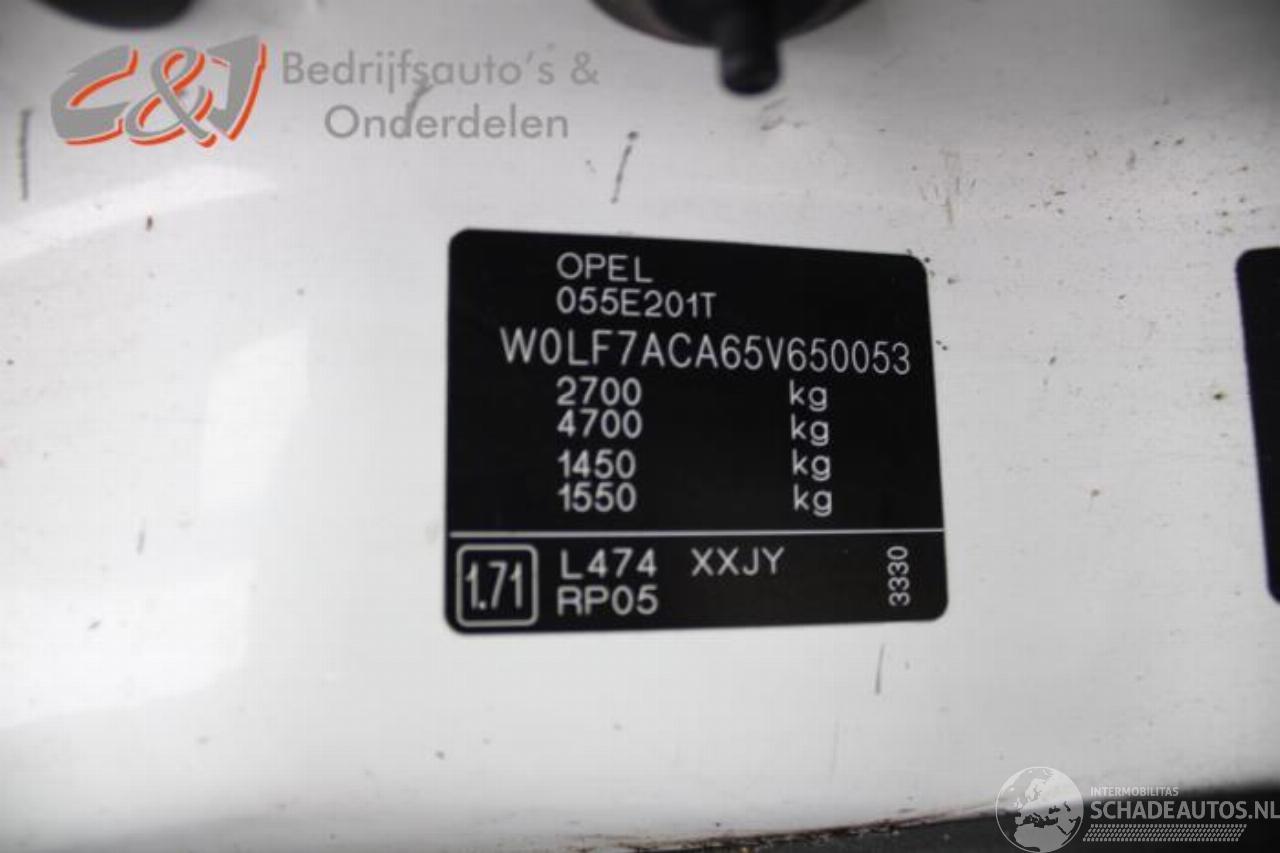 C&J Bedrijfsauto's &
Onderdelen
OPEL
055E201T
W0LF7ACA65V650053
2700 kg
4700 kg
1450 kg
1550 kg
1.71 L474 XXJY
RP05
3330
INTERMOBILITAS
SCHADEAUTOS.NL